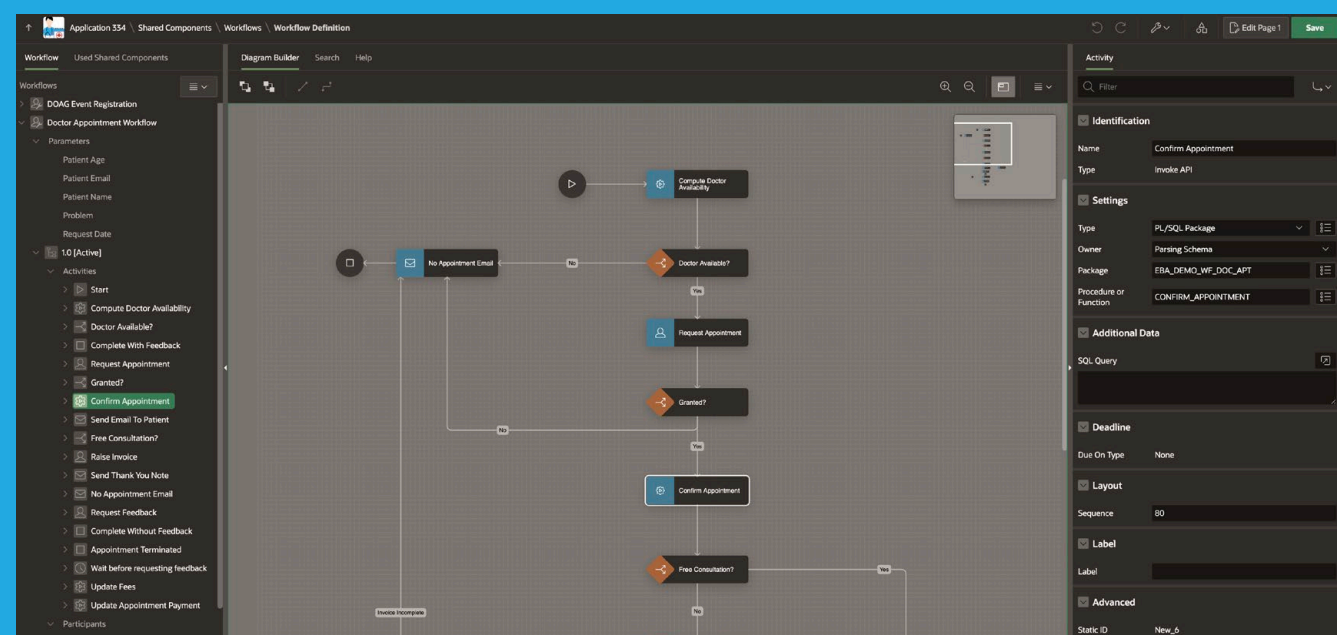 Application 334 \ Shared Components \ Workflows \ Workflow Definition
Edit Page 1
Save
Workflow
Used Shared Components
Workflows
DOAG Event Registration
Doctor Appointment Workflow
Parameters
Patient Age
Patient Email
Patient Name
Problem
Request Date
1.0 [Active]
Activities
Start
Compute Doctor Availability
Doctor Available?
Complete With Feedback
Request Appointment
Granted?
Confirm Appointment
Send Email To Patient
Free Consultation?
Raise Invoice
Send Thank You Note
No Appointment Email
Request Feedback
Complete Without Feedback
Appointment Terminated
Wait before requesting feedback
Update Fees
Update Appointment Payment
Participants
Diagram Builder
Search
Help
Compute Doctor
Availability
No Appointment Email
No
Doctor Available?
Yes
Request Appointment
Granted?
No
Yes
Confirm Appointment
Free Consultation?
Yes
Invoice Incomplete
No
Activity
Filter
Identification
Name
Confirm Appointment
Type
Invoke API
Settings
Type
PL/SQL Package
Owner
Parsing Schema
Package
EBA_DEMO_WF_DOC_APT
Procedure or
Function
CONFIRM_APPOINTMENT
Additional Data
SQL Query
Deadline
Due On Type
None
Layout
Sequence
80
Label
Label
Advanced
Static ID
New_6